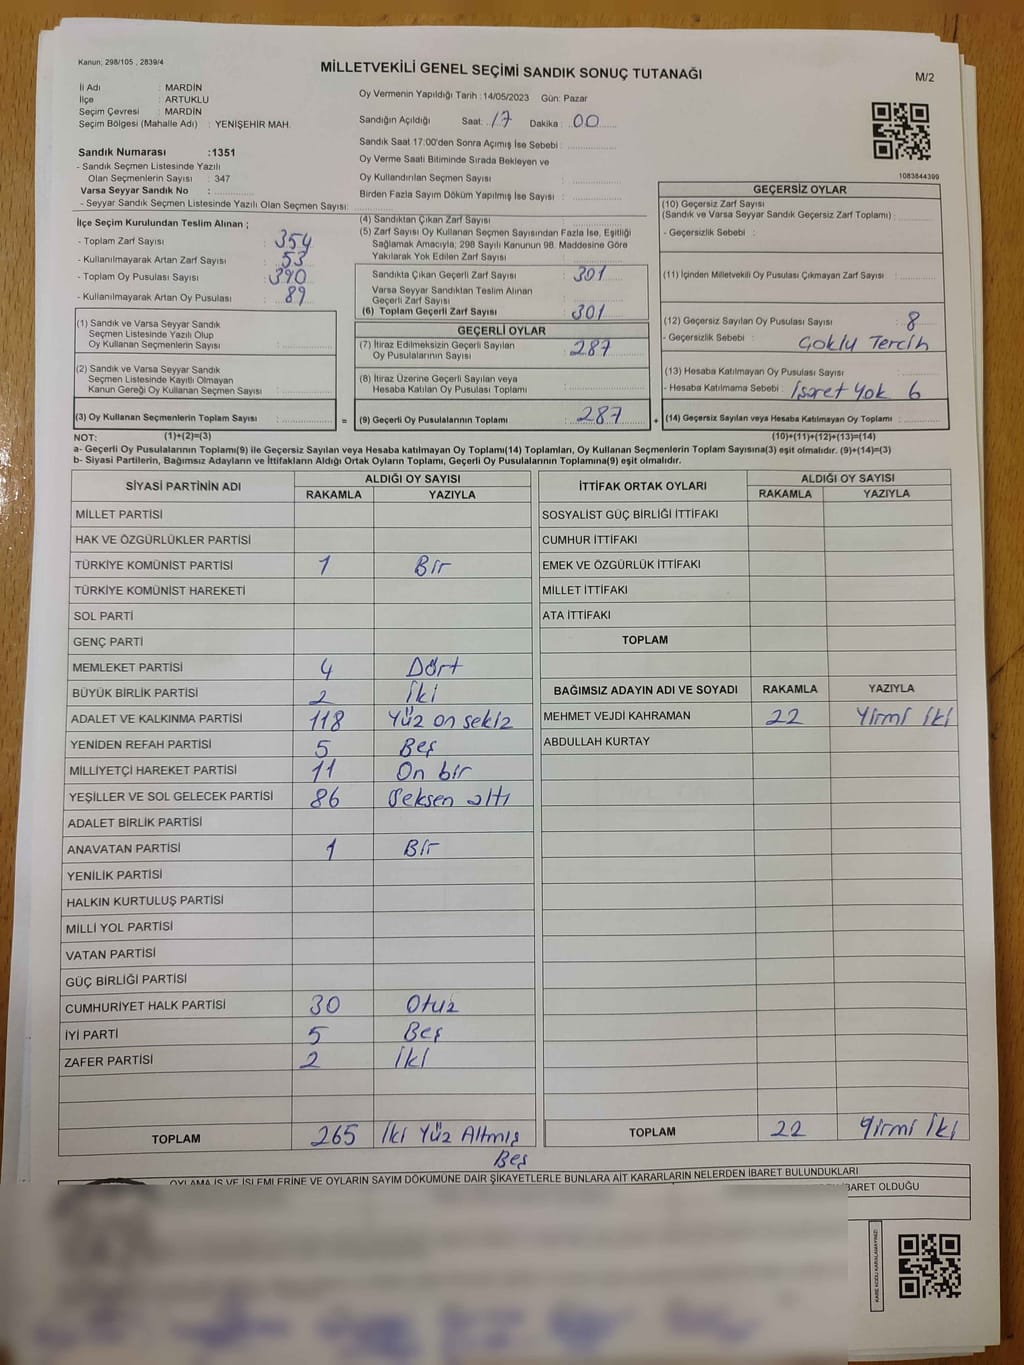 Kanun; 298/105 , 2839/4
MİLLETVEKİLİ GENEL SEÇİMİ SANDIK SONUÇ TUTANAĞI
M/2
İl Adı : MARDİN
İlçe : ARTUKLU
Seçim Çevresi : MARDİN
Seçim Bölgesi (Mahalle Adı) : YENİŞEHİR MAH.
Oy Vermenin Yapıldığı Tarih : 14/05/2023 Gün: Pazar
Sandığın Açıldığı Saat: 17 Dakika : 00
Sandık Saat 17:00'den Sonra Açımış İse Sebebi :
Oy Verme Saati Bitiminde Sırada Bekleyen ve
Oy Kullandırılan Seçmen Sayısı :
Birden Fazla Sayım Döküm Yapılmış İse Sayısı :
1083844399
Sandık Numarası :1351
- Sandık Seçmen Listesinde Yazılı
Olan Seçmenlerin Sayısı : 347
Varsa Seyyar Sandık No :
- Seyyar Sandık Seçmen Listesinde Yazılı Olan Seçmen Sayısı:
İlçe Seçim Kurulundan Teslim Alınan ;
- Toplam Zarf Sayısı : 354
- Kullanılmayarak Artan Zarf Sayısı : 53
- Toplam Oy Pusulası Sayısı : 390
- Kullanılmayarak Artan Oy Pusulası : 89
(1) Sandık ve Varsa Seyyar Sandık
Seçmen Listesinde Yazılı Olup
Oy Kullanan Seçmenlerin Sayısı :
(2) Sandık ve Varsa Seyyar Sandık
Seçmen Listesinde Kayıtlı Olmayan
Kanun Gereği Oy Kullanan Seçmen Sayısı :
(3) Oy Kullanan Seçmenlerin Toplam Sayısı :
(4) Sandıktan Çıkan Zarf Sayısı :
(5) Zarf Sayısı Oy Kullanan Seçmen Sayısından Fazla İse, Eşitliği
Sağlamak Amacıyla, 298 Sayılı Kanunun 98. Maddesine Göre
Yakılarak Yok Edilen Zarf Sayısı :
Sandıkta Çıkan Geçerli Zarf Sayısı : 301
Varsa Seyyar Sandıktan Teslim Alınan
Geçerli Zarf Sayısı :
(6) Toplam Geçerli Zarf Sayısı : 301
GEÇERLİ OYLAR
(7) İtiraz Edilmeksizin Geçerli Sayılan
Oy Pusulalarının Sayısı : 287
(8) İtiraz Üzerine Geçerli Sayılan veya
Hesaba Katılan Oy Pusulası Toplamı :
= (9) Geçerli Oy Pusulalarının Toplamı : 287 +
GEÇERSİZ OYLAR
(10) Geçersiz Zarf Sayısı
(Sandık ve Varsa Seyyar Sandık Geçersiz Zarf Toplamı) :
- Geçersizlik Sebebi :
(11) İçinden Milletvekili Oy Pusulası Çıkmayan Zarf Sayısı :
(12) Geçersiz Sayılan Oy Pusulası Sayısı : 8
- Geçersizlik Sebebi : Çoklu Tercih
(13) Hesaba Katılmayan Oy Pusulası Sayısı :
- Hesaba Katılmama Sebebi : İşaret Yok 6
(14) Geçersiz Sayılan veya Hesaba Katılmayan Oy Toplamı :
NOT: (1)+(2)=(3) (10)+(11)+(12)+(13)=(14)
a- Geçerli Oy Pusulalarının Toplamı(9) ile Geçersiz Sayılan veya Hesaba katılmayan Oy Toplamı(14) Toplamları, Oy Kullanan Seçmenlerin Toplam Sayısına(3) eşit olmalıdır. (9)+(14)=(3)
b- Siyasi Partilerin, Bağımsız Adayların ve İttifakların Aldığı Ortak Oyların Toplamı, Geçerli Oy Pusulalarının Toplamına(9) eşit olmalıdır.
SİYASİ PARTİNİN ADI ALDIĞI OY SAYISI
RAKAMLA YAZIYLA
MİLLET PARTİSİ
HAK VE ÖZGÜRLÜKLER PARTİSİ
TÜRKİYE KOMÜNİST PARTİSİ 1 Bir
TÜRKİYE KOMÜNİST HAREKETİ
SOL PARTİ
GENÇ PARTİ
MEMLEKET PARTİSİ 4 Dört
BÜYÜK BİRLİK PARTİSİ 2 İki
ADALET VE KALKINMA PARTİSİ 118 Yüz on sekiz
YENİDEN REFAH PARTİSİ 5 Beş
MİLLİYETÇİ HAREKET PARTİSİ 11 On bir
YEŞİLLER VE SOL GELECEK PARTİSİ 86 Seksen altı
ADALET BİRLİK PARTİSİ
ANAVATAN PARTİSİ 1 Bir
YENİLİK PARTİSİ
HALKIN KURTULUŞ PARTİSİ
MİLLİ YOL PARTİSİ
VATAN PARTİSİ
GÜÇ BİRLİĞİ PARTİSİ
CUMHURİYET HALK PARTİSİ 30 Otuz
İYİ PARTİ 5 Beş
ZAFER PARTİSİ 2 İki
TOPLAM 265 İki Yüz Altmış
Beş
İTTİFAK ORTAK OYLARI ALDIĞI OY SAYISI
RAKAMLA YAZIYLA
SOSYALİST GÜÇ BİRLİĞİ İTTİFAKI
CUMHUR İTTİFAKI
EMEK VE ÖZGÜRLÜK İTTİFAKI
MİLLET İTTİFAKI
ATA İTTİFAKI
TOPLAM
BAĞIMSIZ ADAYIN ADI VE SOYADI RAKAMLA YAZIYLA
MEHMET VEJDİ KAHRAMAN 22 Yirmi iki
ABDULLAH KURTAY
TOPLAM 22 Yirmi iki
OYLAMA İŞ VE İŞLEMLERİNE VE OYLARIN SAYIM DÖKÜMÜNE DAİR ŞİKAYETLERLE BUNLARA AİT KARARLARIN NELERDEN İBARET BULUNDUKLARI
İBARET OLDUĞU
KARE KODU KARALAMAYINIZ!